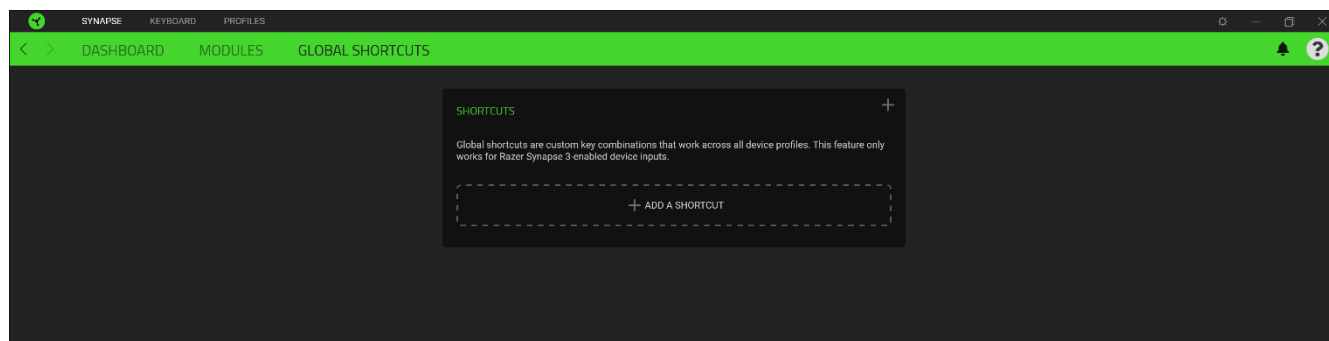 SYNAPSE KEYBOARD PROFILES
DASHBOARD MODULES GLOBAL SHORTCUTS
?
SHORTCUTS
Global shortcuts are custom key combinations that work across all device profiles. This feature only
works for Razer Synapse 3-enabled device inputs.
ADD A SHORTCUT